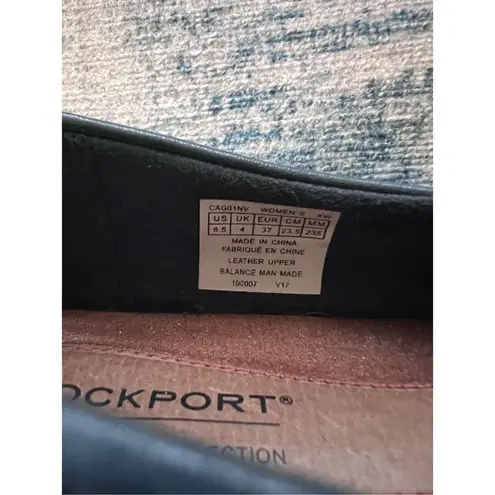 CAG01NV WOMEN'S XW
US UK EUR CM MM
6.5 4 37 23.5 235
MADE IN CHINA
FABRIQUÉ EN CHINE
LEATHER UPPER
BALANCE MAN MADE
100007 V17
OCKPORT®
ECTION